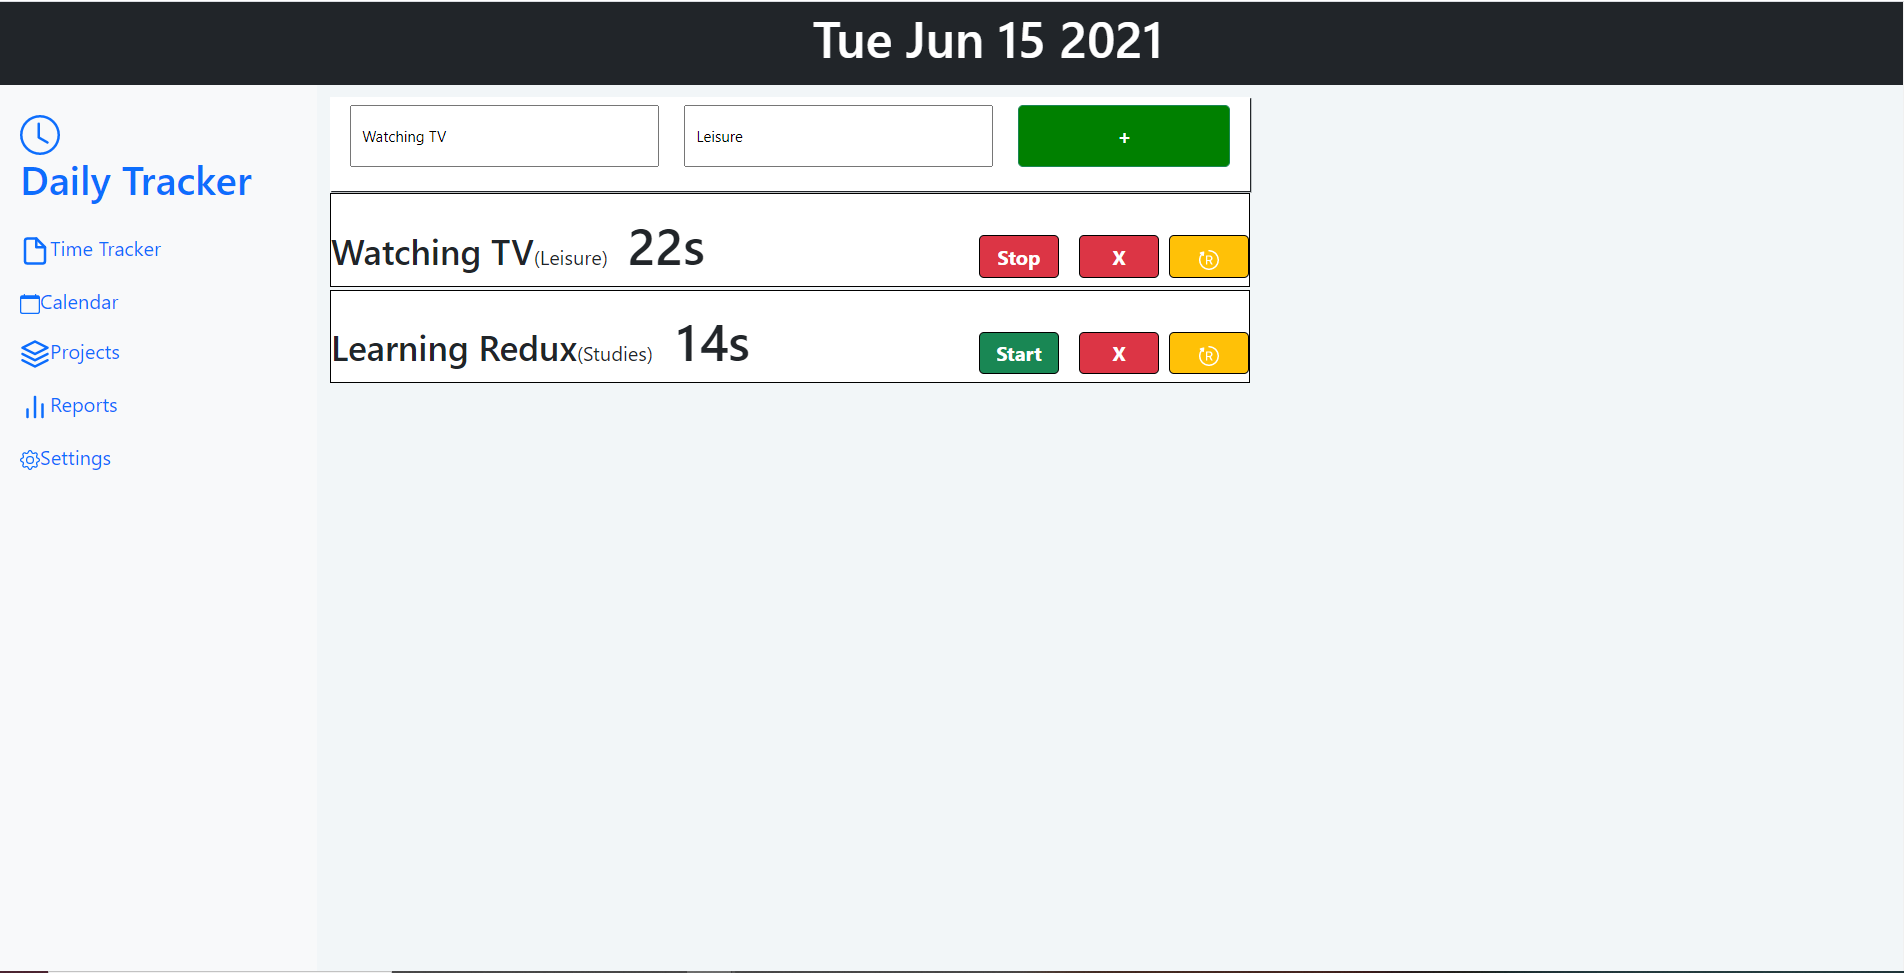 Tue Jun 15 2021
Daily Tracker
Time Tracker
Calendar
Projects
Reports
Settings
Watching TV Leisure +
Watching TV(Leisure) 22s Stop X R
Learning Redux(Studies) 14s Start X R